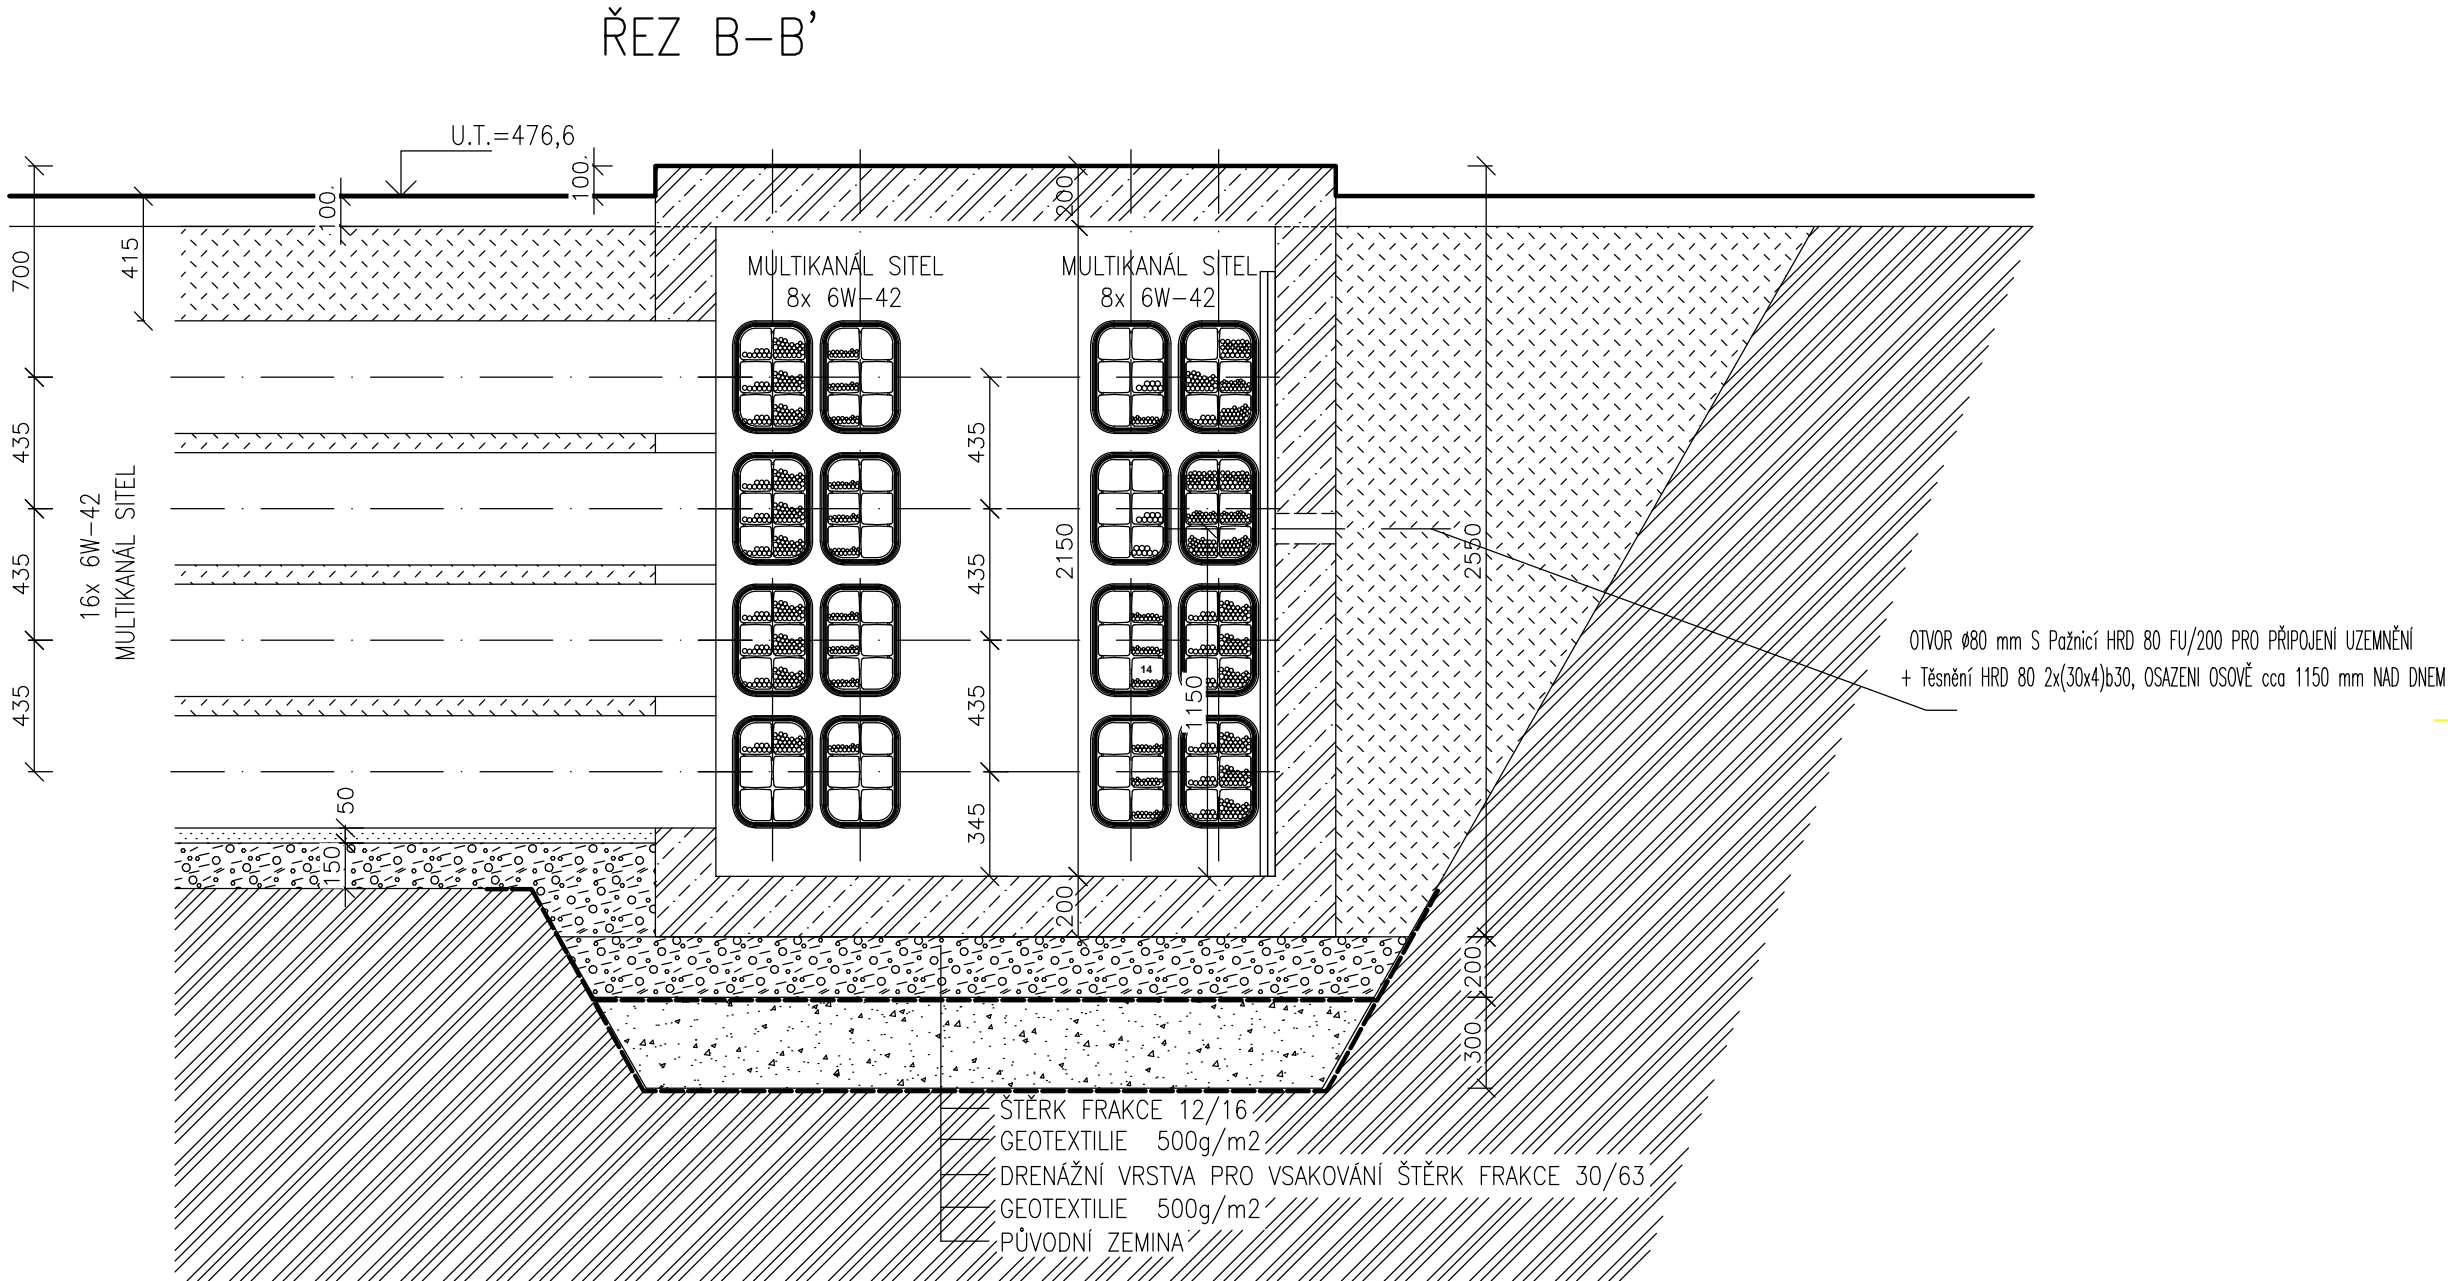 ŘEZ B-B'
U.T.=476,6
100
100
200
415
700
MULTIKANÁL SITEL
8x 6W-42
MULTIKANÁL SITEL
8x 6W-42
435
435
435
16x 6W-42
MULTIKANÁL SITEL
435
435
435
345
2150
1150
14
2550
OTVOR ø80 mm S Pažnicí HRD 80 FU/200 PRO PŘIPOJENÍ UZEMNĚNÍ
+ Těsnění HRD 80 2x(30x4)b30, OSAZENI OSOVĚ cca 1150 mm NAD DNEM
50
150
200
200
300
ŠTĚRK FRAKCE 12/16
GEOTEXTILIE 500g/m2
DRENÁŽNÍ VRSTVA PRO VSAKOVÁNÍ ŠTĚRK FRAKCE 30/63
GEOTEXTILIE 500g/m2
PŮVODNÍ ZEMINA